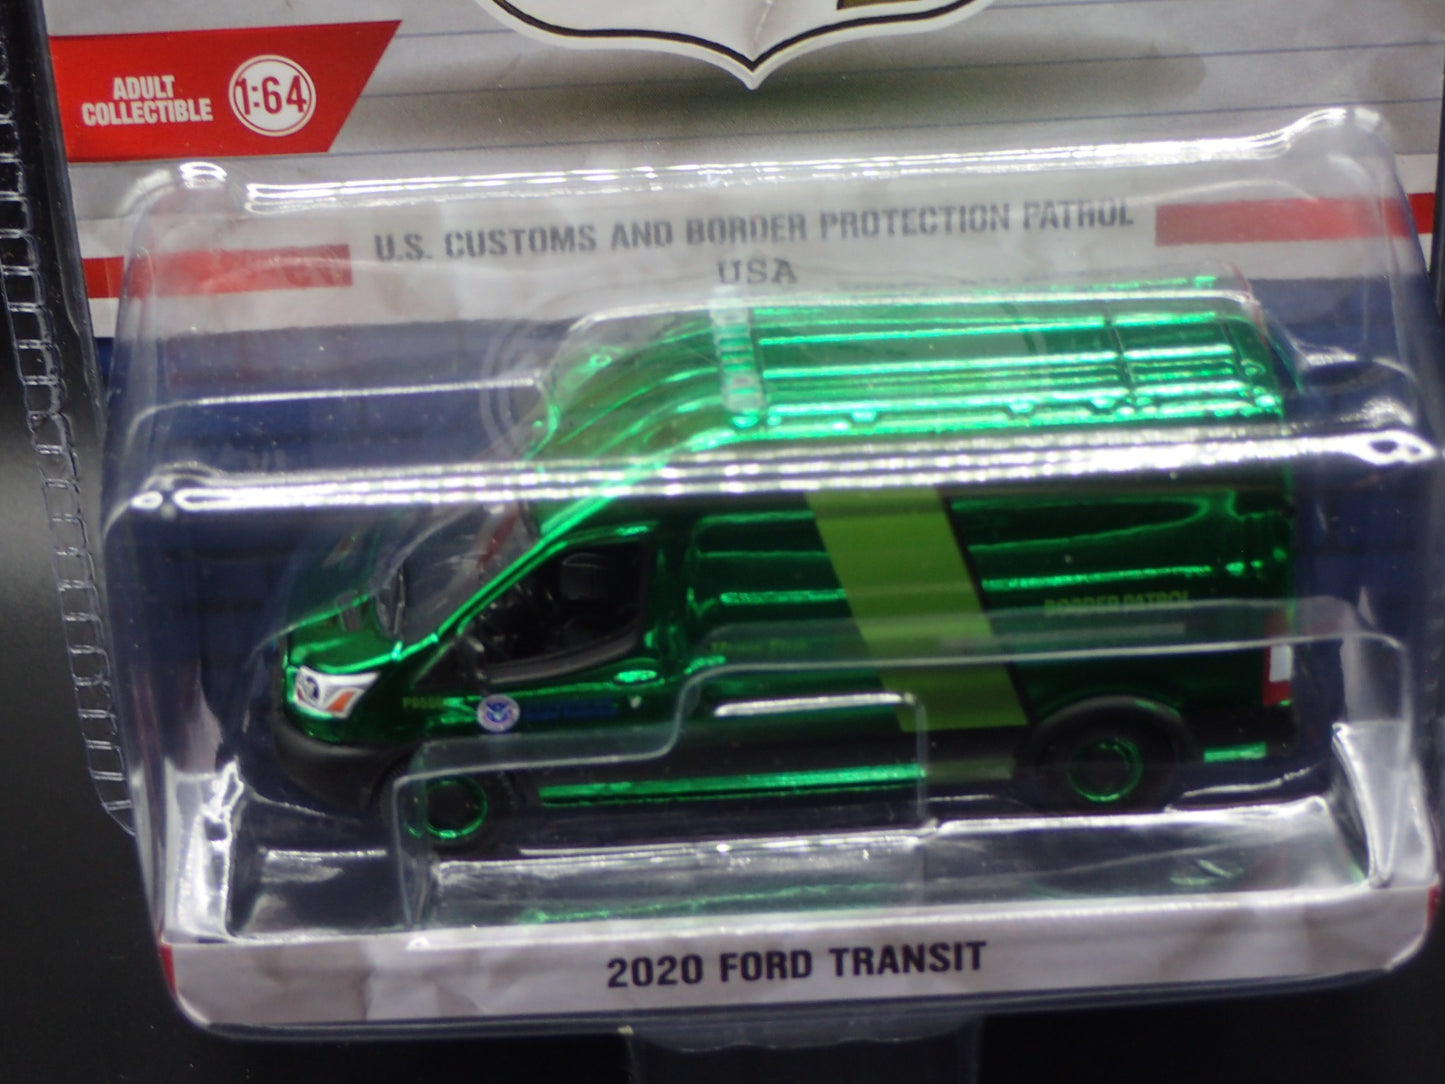 ADULT
COLLECTIBLE
1:64
U.S. CUSTOMS AND BORDER PROTECTION PATROL
USA
BORDER PATROL
2020 FORD TRANSIT